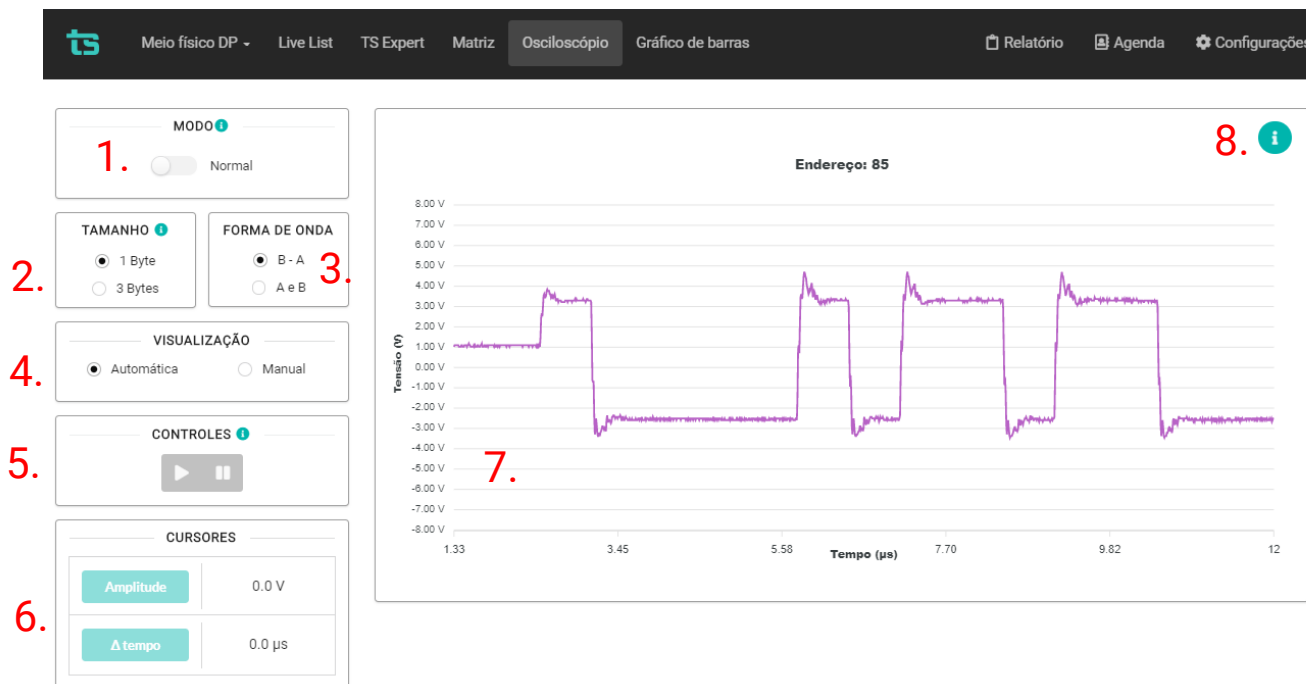 ts Meio físico DP Live List TS Expert Matriz Osciloscópio Gráfico de barras Relatório Agenda Configurações
MODO i
1.
Normal
TAMANHO i
2.
1 Byte
3 Bytes
FORMA DE ONDA
B - A
3.
A e B
VISUALIZAÇÃO
4.
Automática Manual
CONTROLES i
5.
CURSORES
6.
Amplitude 0.0 V
Δ tempo 0.0 µs
8. i
Endereço: 85
8.00 V
7.00 V
6.00 V
5.00 V
4.00 V
3.00 V
2.00 V
1.00 V
0.00 V
-1.00 V
-2.00 V
-3.00 V
-4.00 V
-5.00 V
-6.00 V
-7.00 V
-8.00 V
Tensão (V)
7.
1.33 3.45 5.58 7.70 9.82 12
Tempo (µs)